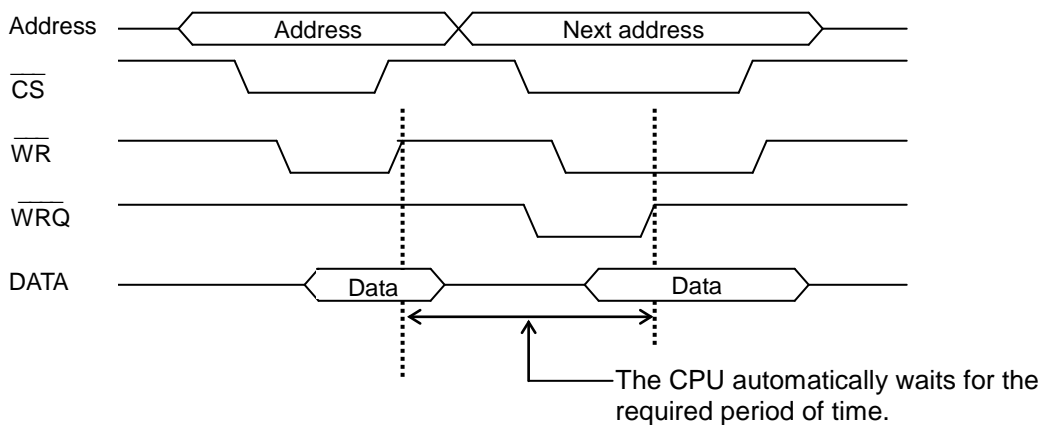 Address
Address
Next address
CS
WR
WRQ
DATA
Data
Data
The CPU automatically waits for the
required period of time.